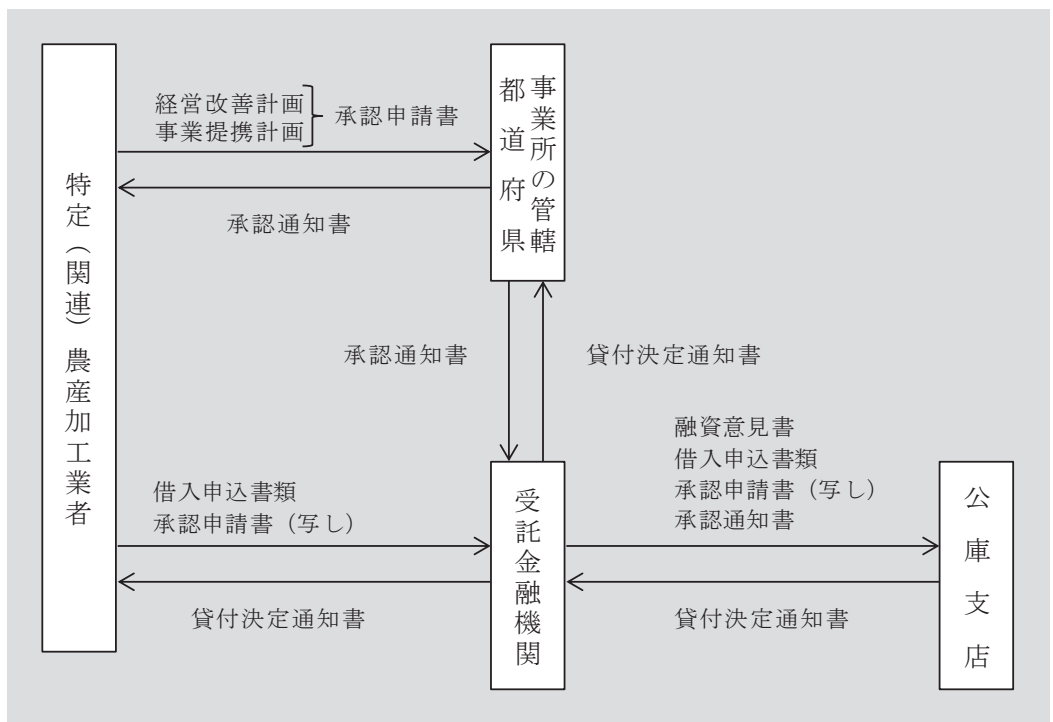 特定（関連）農産加工業者
経営改善計画
事業提携計画
承認申請書
承認通知書
事業所の管轄
都道府県
承認通知書
貸付決定通知書
借入申込書類
承認申請書（写し）
貸付決定通知書
受託金融機関
融資意見書
借入申込書類
承認申請書（写し）
承認通知書
貸付決定通知書
公庫支店